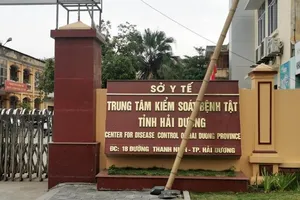 SỞ Y TẾ
TRUNG TÂM KIỂM SOÁT BỆNH TẬT
TỈNH HẢI DƯƠNG
CENTER FOR DISEASE CONTROL OF HAI DUONG PROVINCE
ĐC: 18 ĐƯỜNG THANH NIÊN - TP. HẢI DƯƠNG